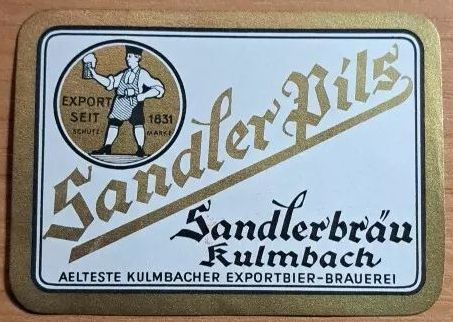 EXPORT
SEIT 1831
SCHUTZ- MARKE
Sandler Pils
Sandlerbräu
Kulmbach
AELTESTE KULMBACHER EXPORTBIER-BRAUEREI